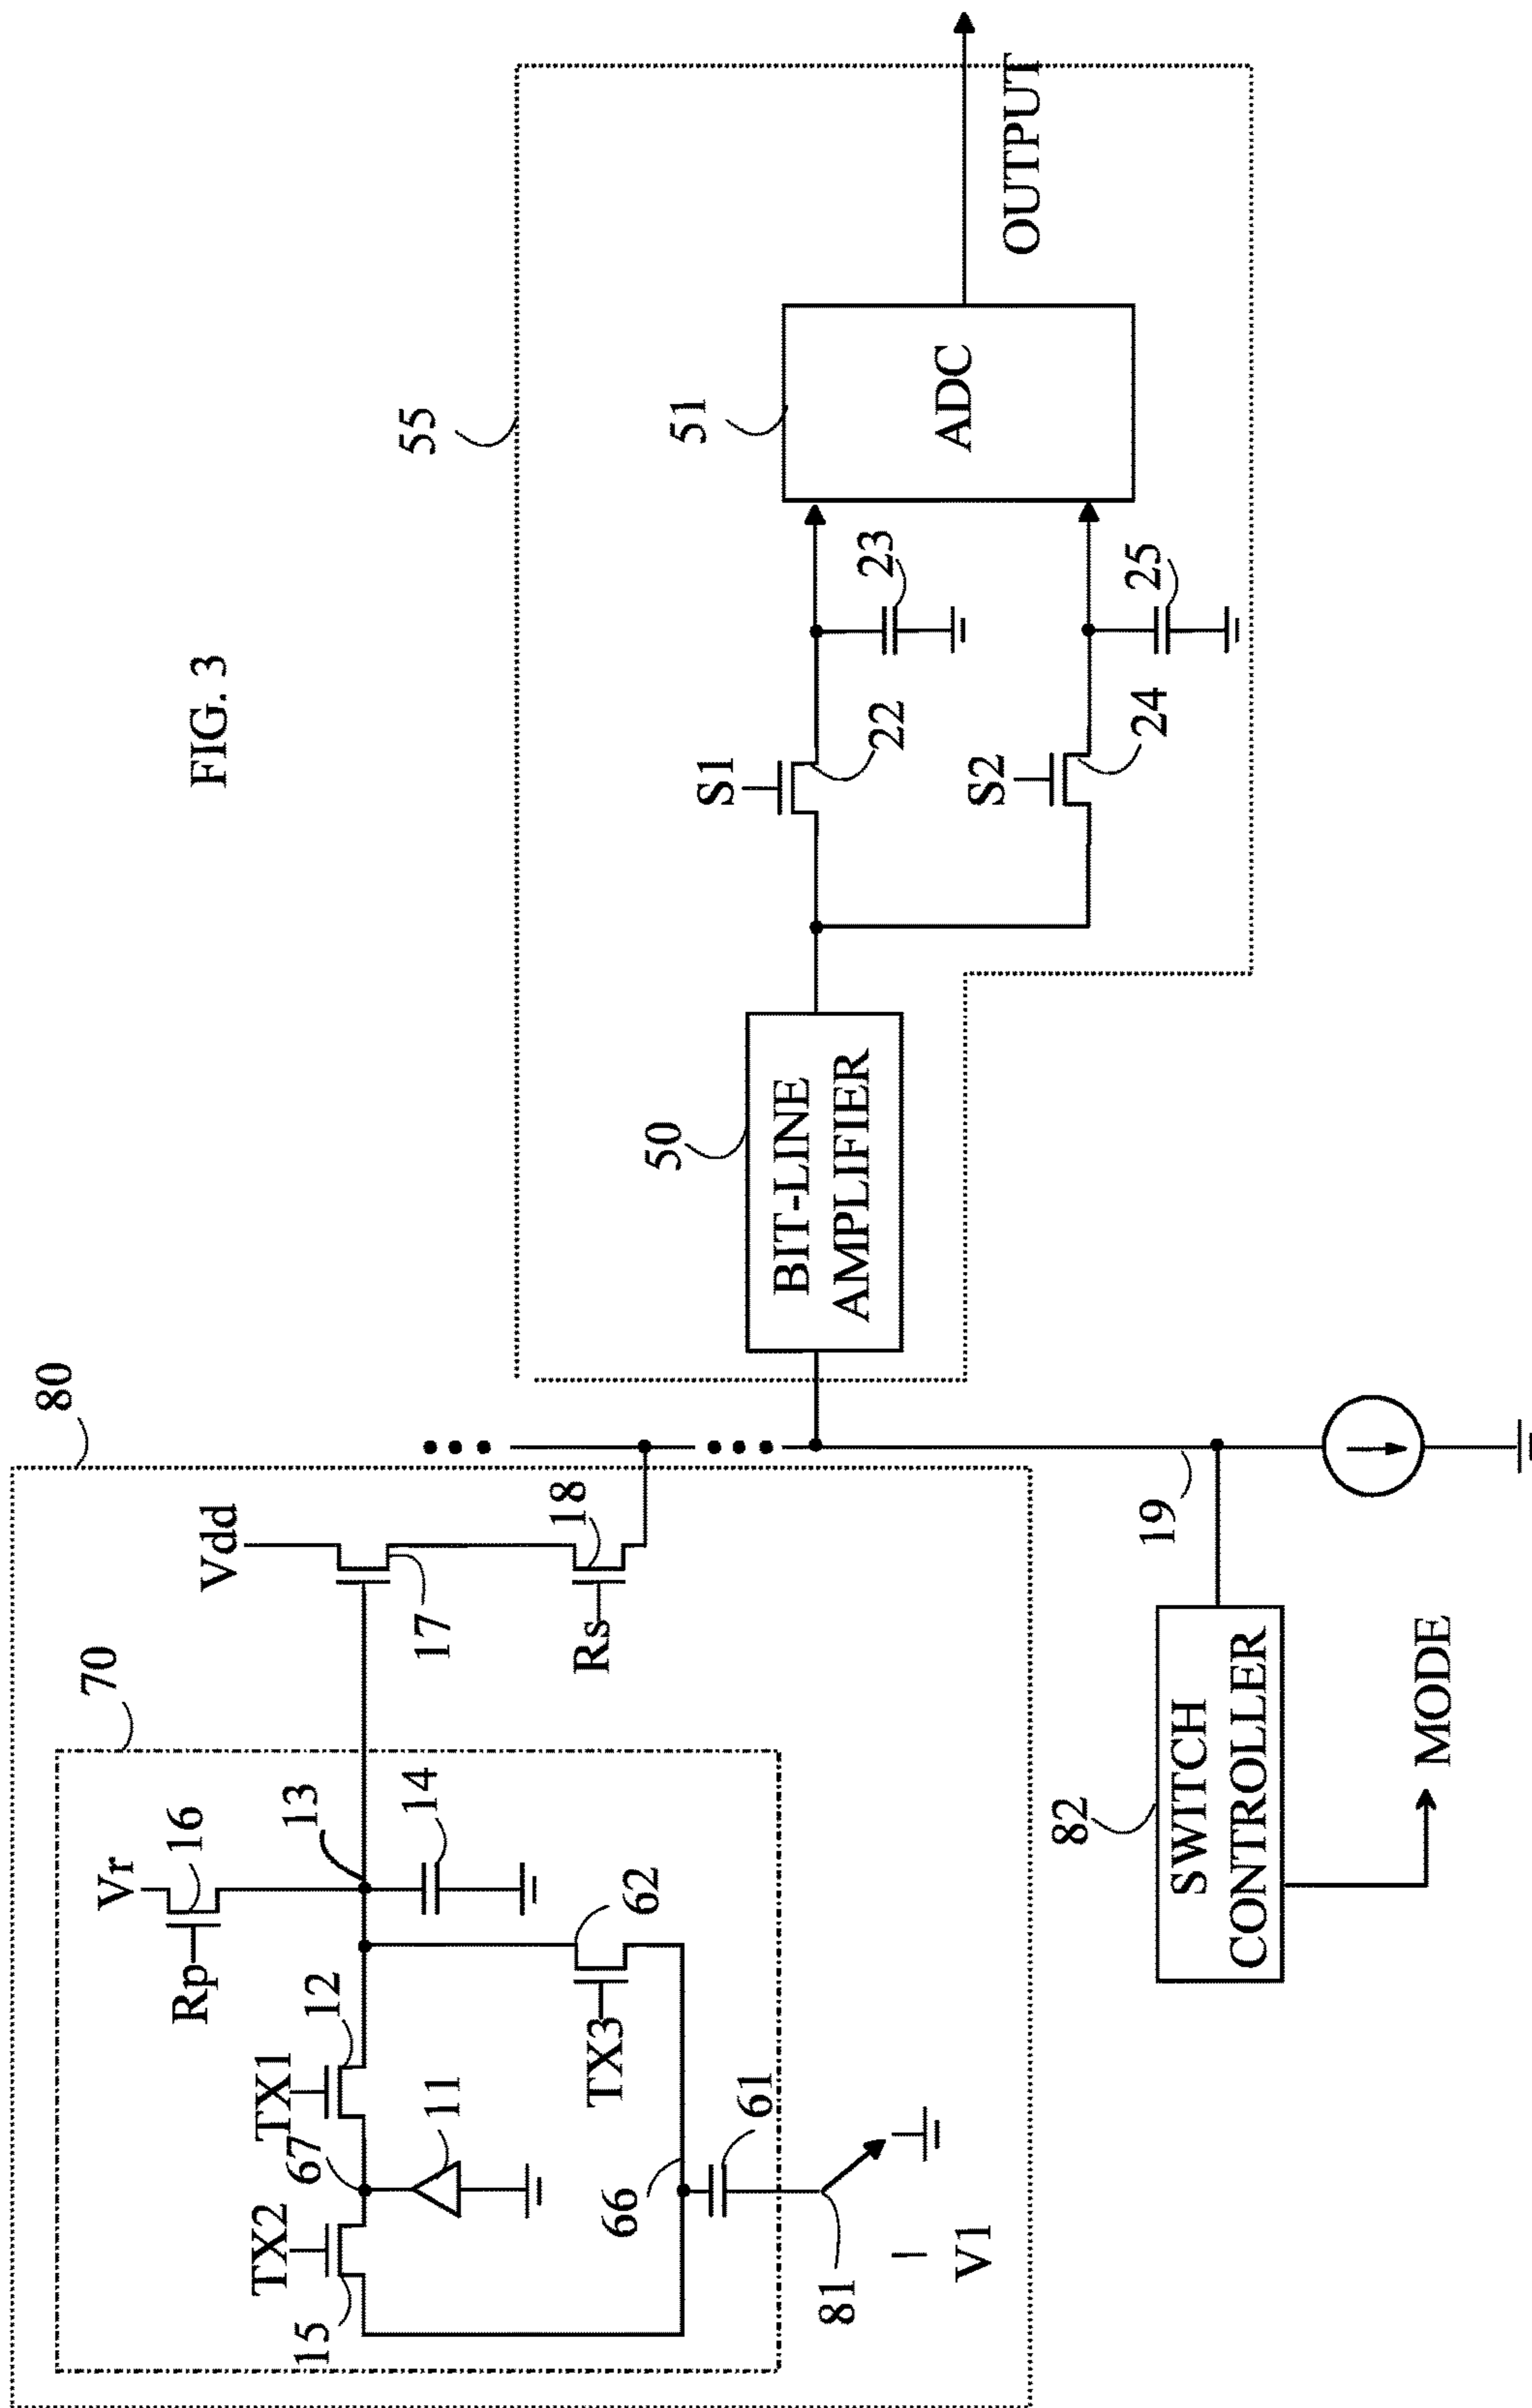 FIG. 3
80
70
Vr
Rp
16
13
14
TX1
12
67
TX2
15
11
TX3
62
66
61
81
V1
Vdd
17
Rs
18
19
82
SWITCH
CONTROLLER
MODE
55
50
BIT-LINE
AMPLIFIER
S1
22
23
S2
24
25
51
ADC
OUTPUT